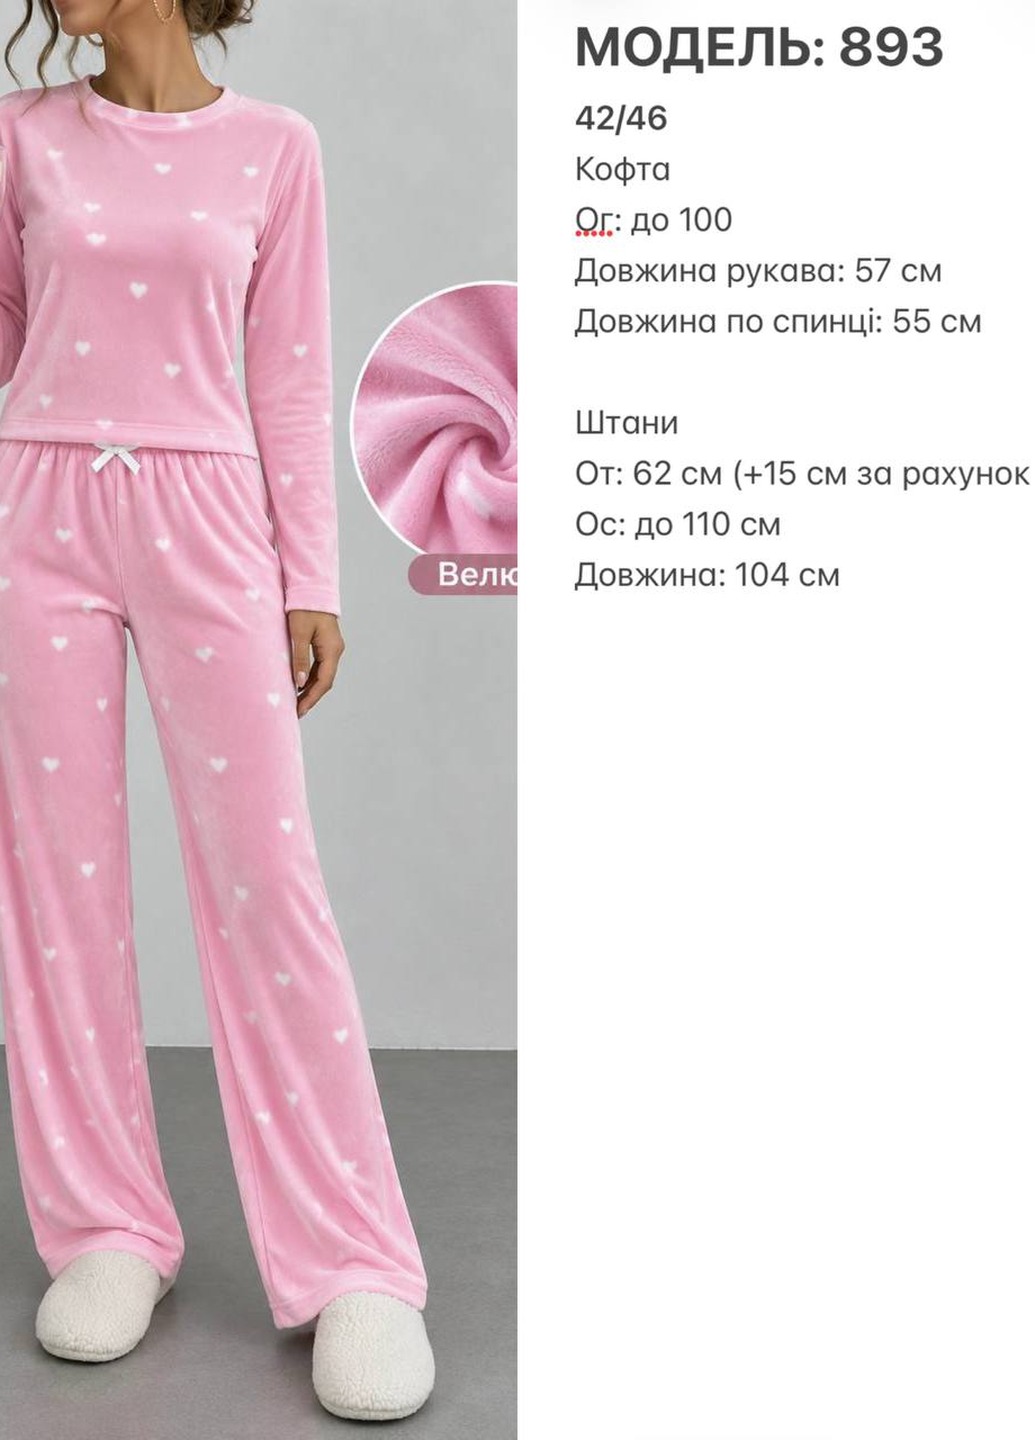 МОДЕЛЬ: 893
42/46
Кофта
Ог: до 100
Довжина рукава: 57 см
Довжина по спинці: 55 см
Штани
От: 62 см (+15 см за рахунок
Ос: до 110 см
Довжина: 104 см
Велю